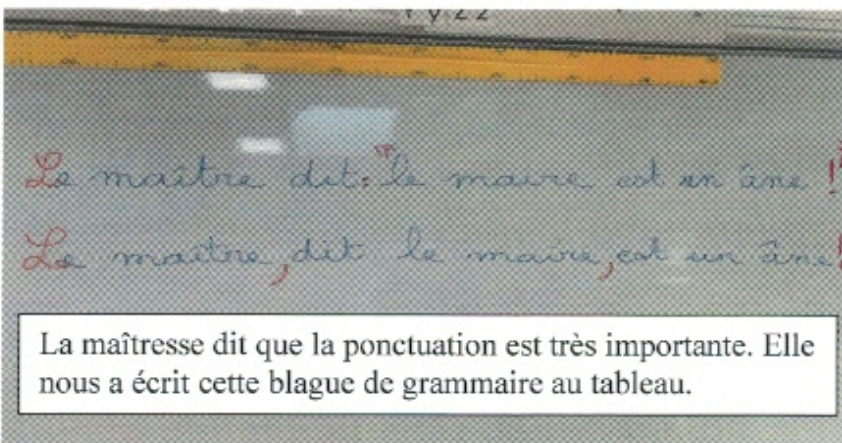 Le maître dit: "le maire est un âne !"
Le maître, dit le maire, est un âne!
La maîtresse dit que la ponctuation est très importante. Elle
nous a écrit cette blague de grammaire au tableau.